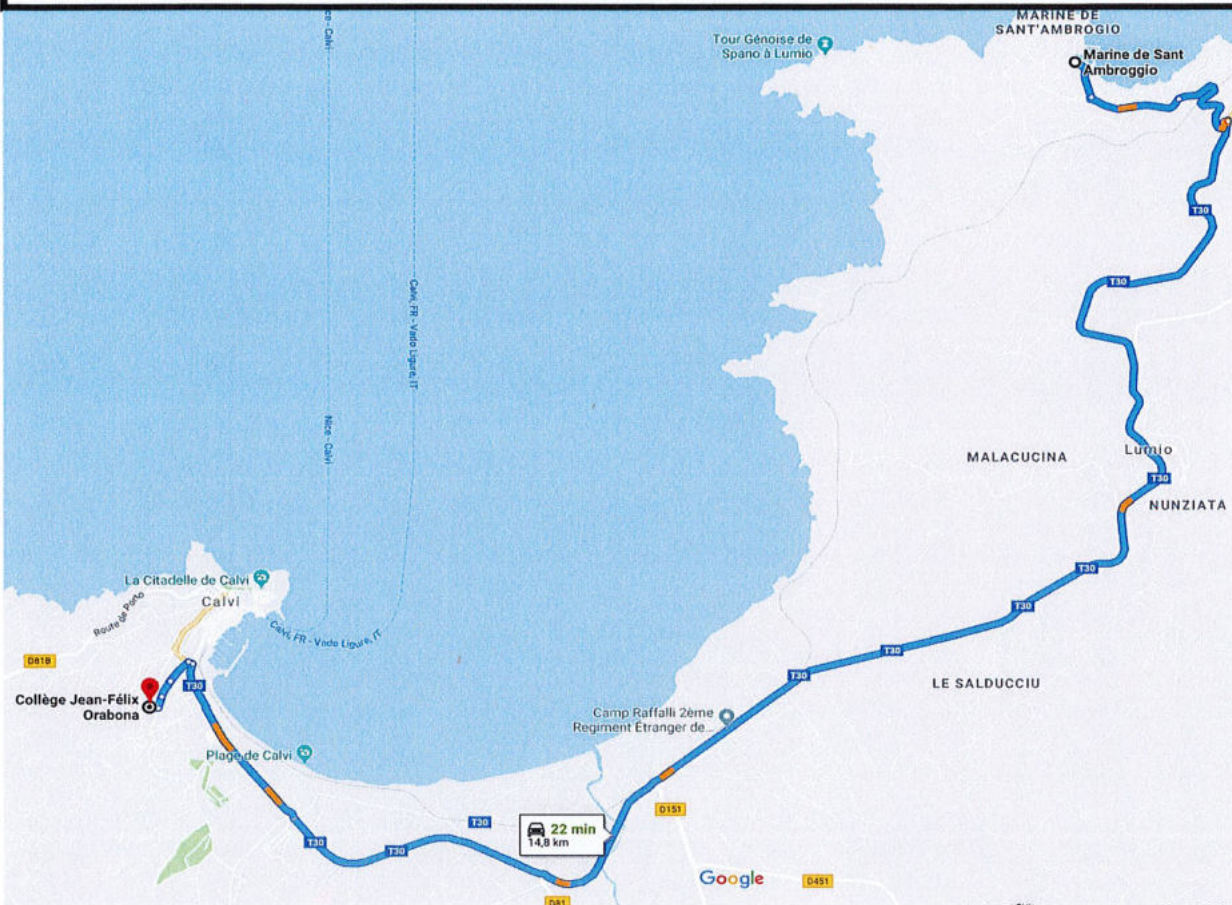 ce - Calvi
MARINE DE
SANT'AMBROGIO
Tour Génoise de
Spano à Lumio
Marine de Sant
Ambroggio
T30
T30
Calvi, FR - Vado Ligure, IT
Nice - Calvi
MALACUCINA
Lumio
T30
NUNZIATA
La Citadelle de Calvi
Calvi
Route de Porto
Calvi, FR - Vado Ligure, IT
T30
T30
T30
D81B
Collège Jean-Félix
Orabona
T30
T30
LE SALDUCCIU
Camp Raffalli 2ème
Regiment Étranger de...
Plage de Calvi
D151
T30
22 min
14,8 km
T30
T30
Google
D451
D81